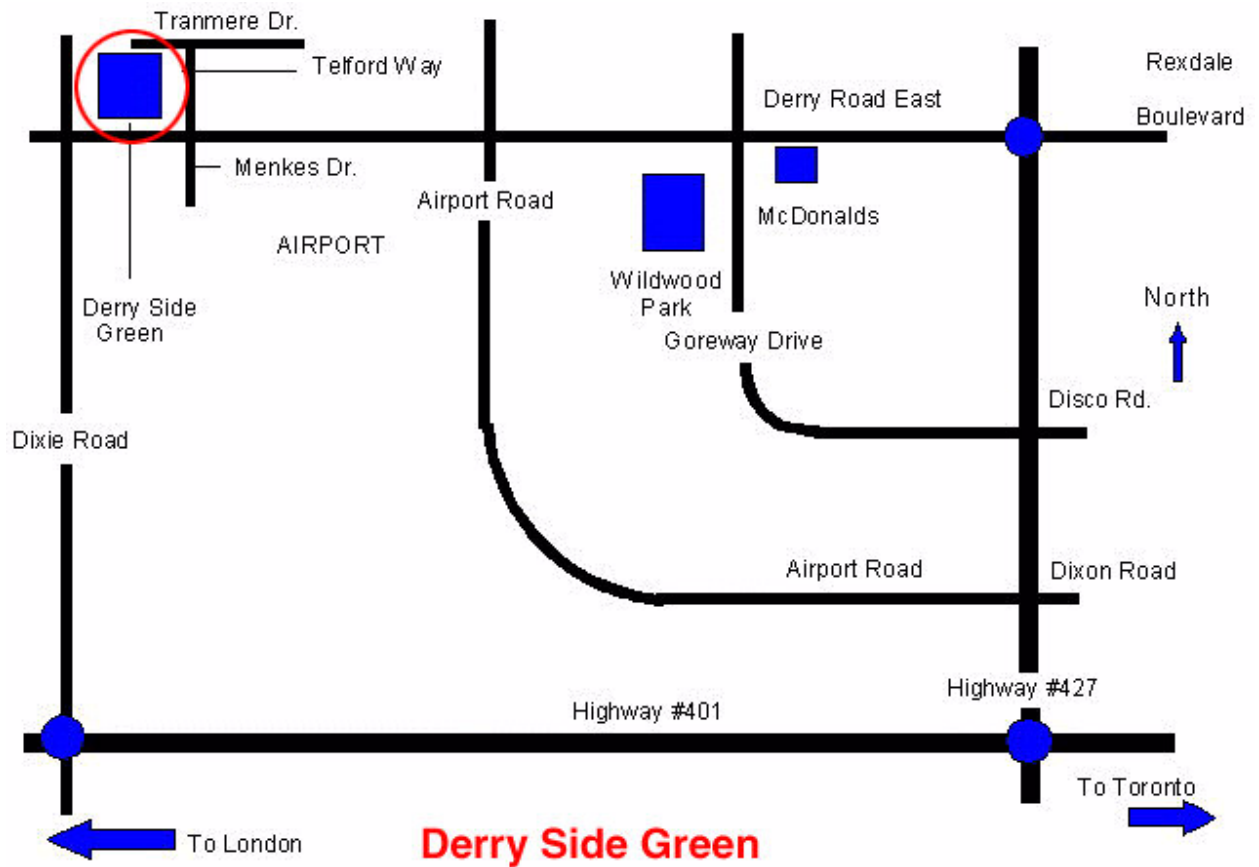 Tranmere Dr.
Telford Way
Rexdale
Derry Road East
Boulevard
Menkes Dr.
Airport Road
McDonalds
AIRPORT
Wildwood
Park
Derry Side
Green
North
Goreway Drive
Disco Rd.
Dixie Road
Airport Road
Dixon Road
Highway #427
Highway #401
To Toronto
To London
Derry Side Green